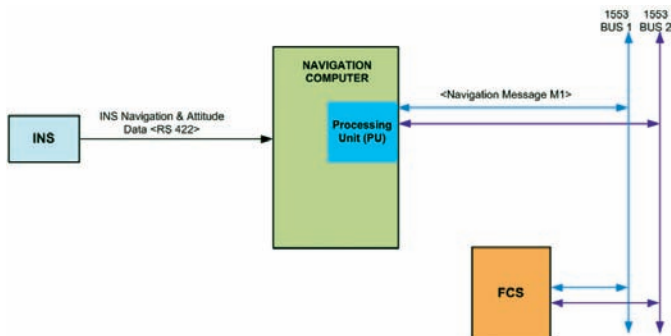 1553
BUS 1
1553
BUS 2
NAVIGATION
COMPUTER
<Navigation Message M1>
INS Navigation & Attitude
Data <RS 422>
INS
Processing
Unit (PU)
FCS